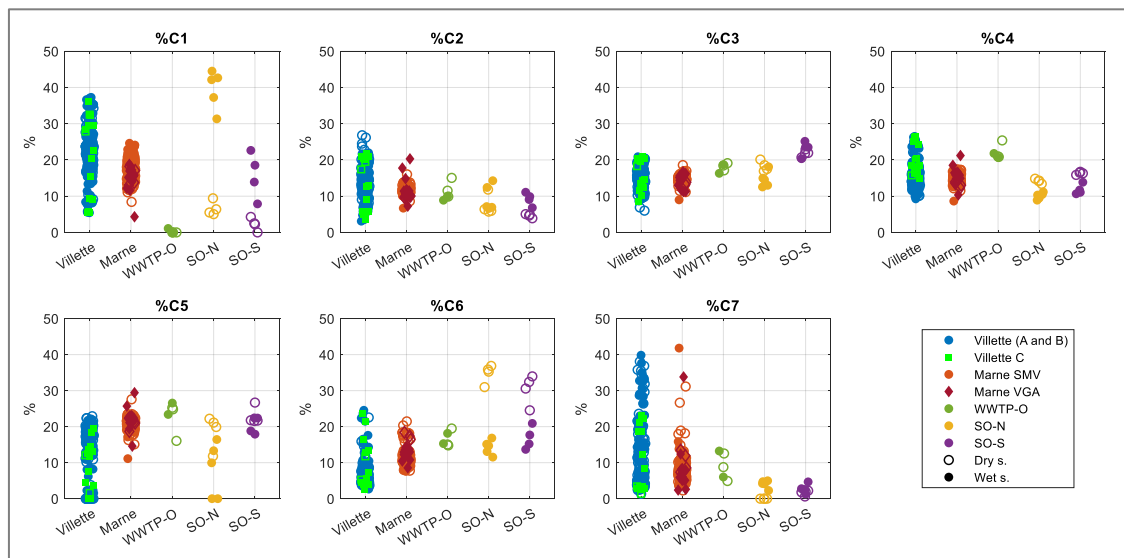 %C1
50
40
30
20
10
0
%
Villette
Marne
WWTP-O
SO-N
SO-S
%C2
50
40
30
20
10
0
%
Villette
Marne
WWTP-O
SO-N
SO-S
%C3
50
40
30
20
10
0
%
Villette
Marne
WWTP-O
SO-N
SO-S
%C4
50
40
30
20
10
0
%
Villette
Marne
WWTP-O
SO-N
SO-S
%C5
50
40
30
20
10
0
%
Villette
Marne
WWTP-O
SO-N
SO-S
%C6
50
40
30
20
10
0
%
Villette
Marne
WWTP-O
SO-N
SO-S
%C7
50
40
30
20
10
0
%
Villette
Marne
WWTP-O
SO-N
SO-S
Villette (A and B)
Villette C
Marne SMV
Marne VGA
WWTP-O
SO-N
SO-S
Dry s.
Wet s.